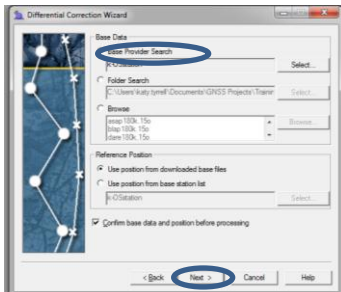 Differential Correction Wizard
Base Data
Base Provider Search
Select...
Folder Search
C:\Users\katy.tyrrell\Documents\GNSS Projects\Trainir
Select...
Browse
asap180k.15o
blap180k.15o
dare180k.15o
Browse...
Reference Position
Use position from downloaded base files
Use position from base station list
k-OSstation
Select...
Confirm base data and position before processing
< Back
Next >
Cancel
Help